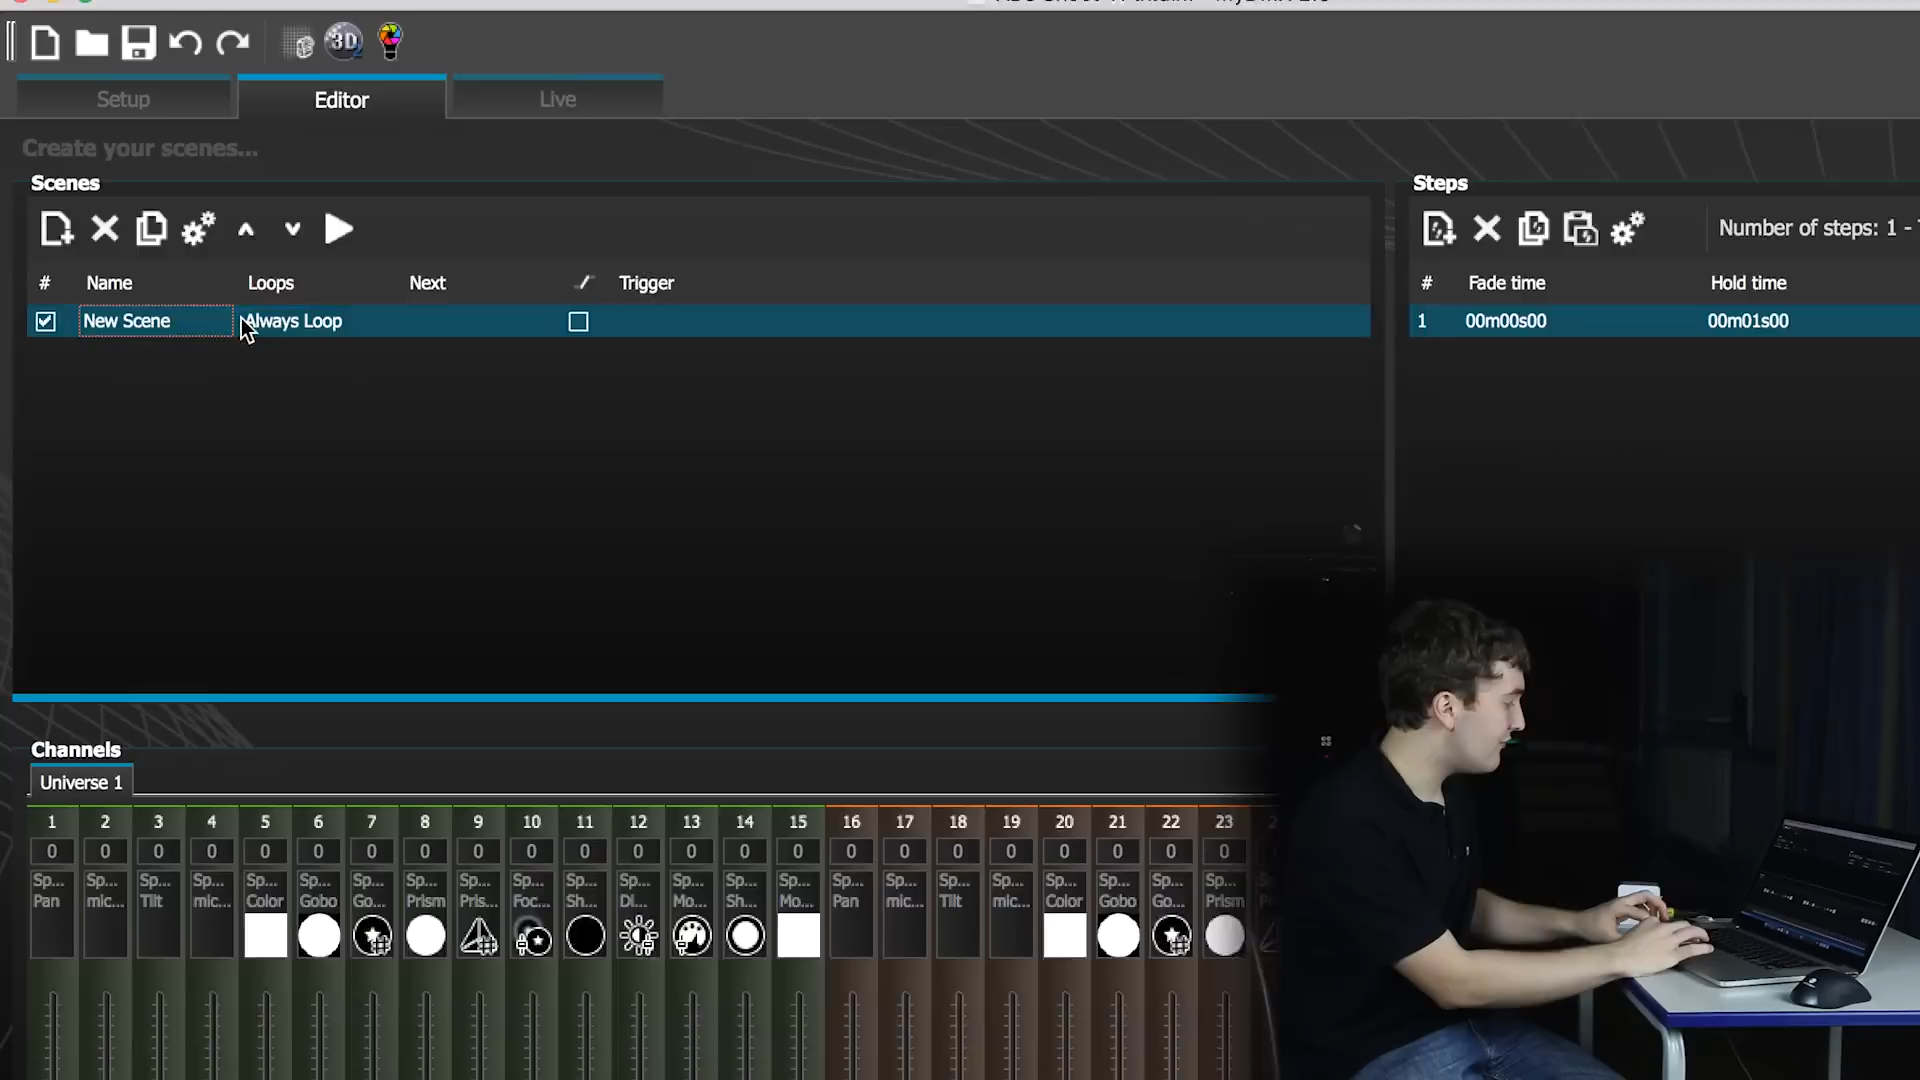 3D
Setup
Editor
Live
Create your scenes...
Scenes
Steps
Number of steps: 1 -
# Name Loops Next Trigger
# Fade time Hold time
New Scene Always Loop
1 00m00s00 00m01s00
Channels
Universe 1
1 2 3 4 5 6 7 8 9 10 11 12 13 14 15 16 17 18 19 20 21 22 23
0 0 0 0 0 0 0 0 0 0 0 0 0 0 0 0 0 0 0 0 0 0 0
Sp... Sp... Sp... Sp... Sp... Sp... Sp... Sp... Sp... Sp... Sp... Sp... Sp... Sp... Sp... Sp... Sp... Sp... Sp... Sp... Sp... Sp... Sp...
Pan mic... Tilt mic... Color Gobo Go... Prism Pris... Foc... Sh... Di... Mo... Sh... Mo... Pan mic... Tilt mic... Color Gobo Go... Prism